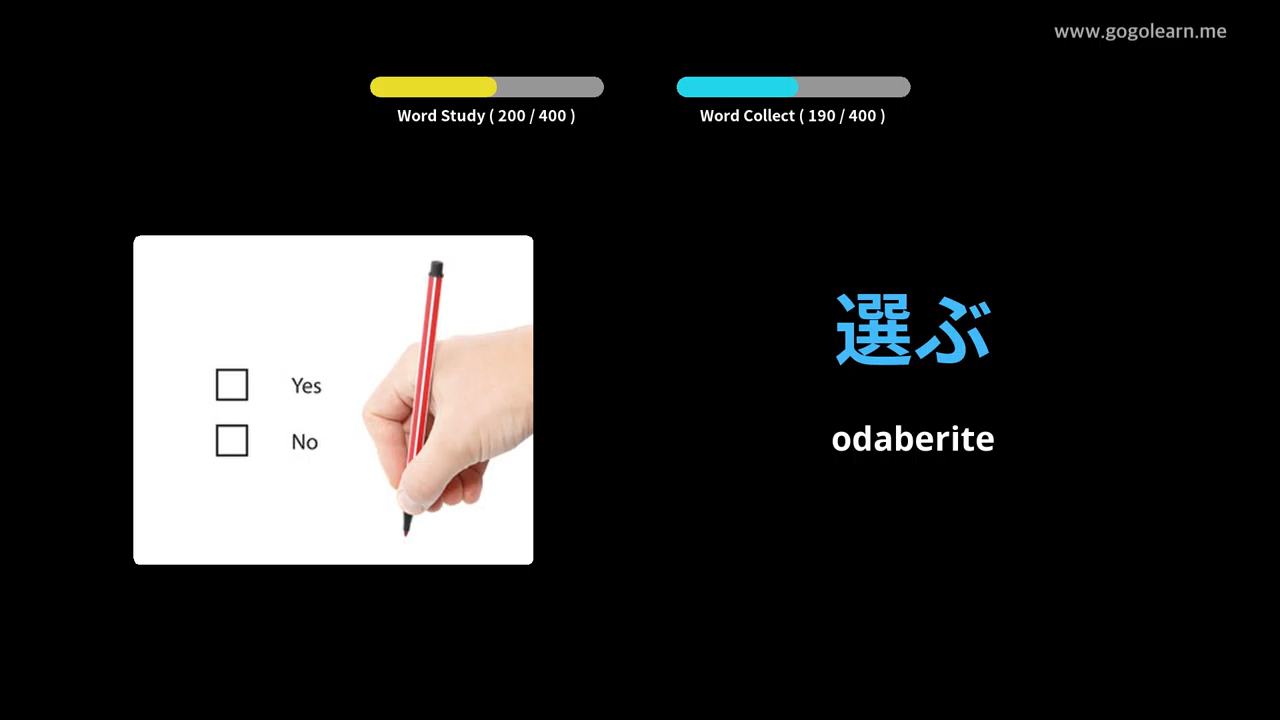 www.gogolearn.me
Word Study ( 200 / 400 )
Word Collect ( 190 / 400 )
Yes
No
選ぶ
odaberite